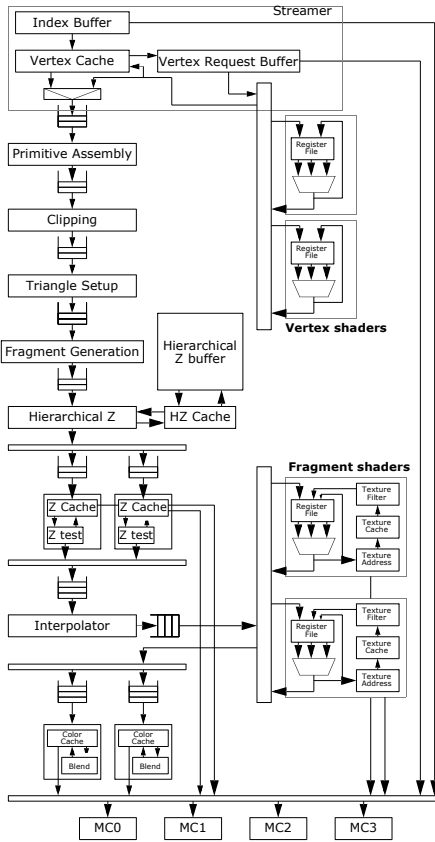 Streamer
Index Buffer
Vertex Cache
Vertex Request Buffer
Primitive Assembly
Register
File
Clipping
Register
File
Triangle Setup
Vertex shaders
Fragment Generation
Hierarchical
Z buffer
Hierarchical Z
HZ Cache
Fragment shaders
Z Cache
Z Cache
Z test
Z test
Register
File
Texture
Filter
Texture
Cache
Texture
Address
Interpolator
Register
File
Texture
Filter
Texture
Cache
Texture
Address
Color
Cache
Blend
Color
Cache
Blend
MC0
MC1
MC2
MC3